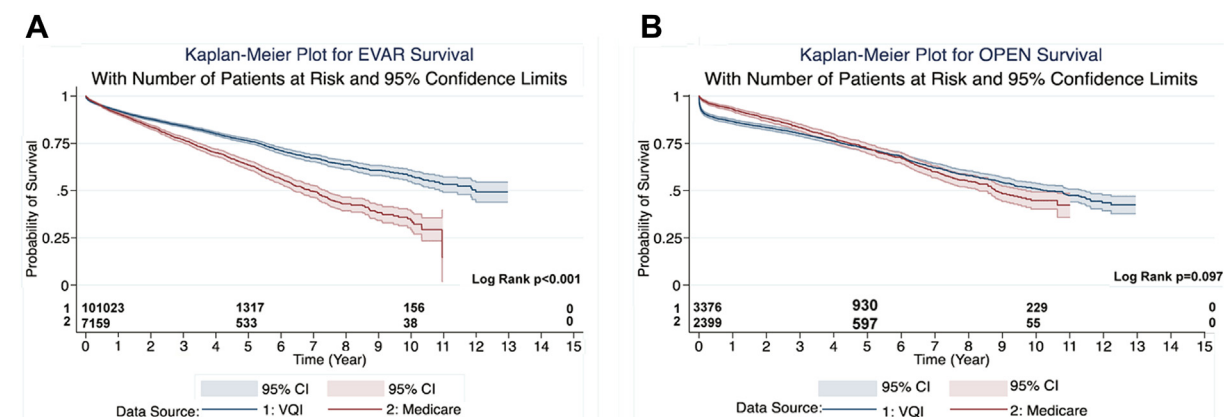 A
Kaplan-Meier Plot for EVAR Survival
With Number of Patients at Risk and 95% Confidence Limits
Probability of Survival
1
0.75
.5
0.25
0
Log Rank p<0.001
1 101023 1317 156 0
2 7159 533 38 0
0 1 2 3 4 5 6 7 8 9 10 11 12 13 14 15
Time (Year)
95% CI 95% CI
Data Source: 1: VQI 2: Medicare
B
Kaplan-Meier Plot for OPEN Survival
With Number of Patients at Risk and 95% Confidence Limits
Probability of Survival
1
0.75
.5
0.25
0
Log Rank p=0.097
1 3376 930 229 0
2 2399 597 55 0
0 1 2 3 4 5 6 7 8 9 10 11 12 13 14 15
Time (Year)
95% CI 95% CI
Data Source: 1: VQI 2: Medicare